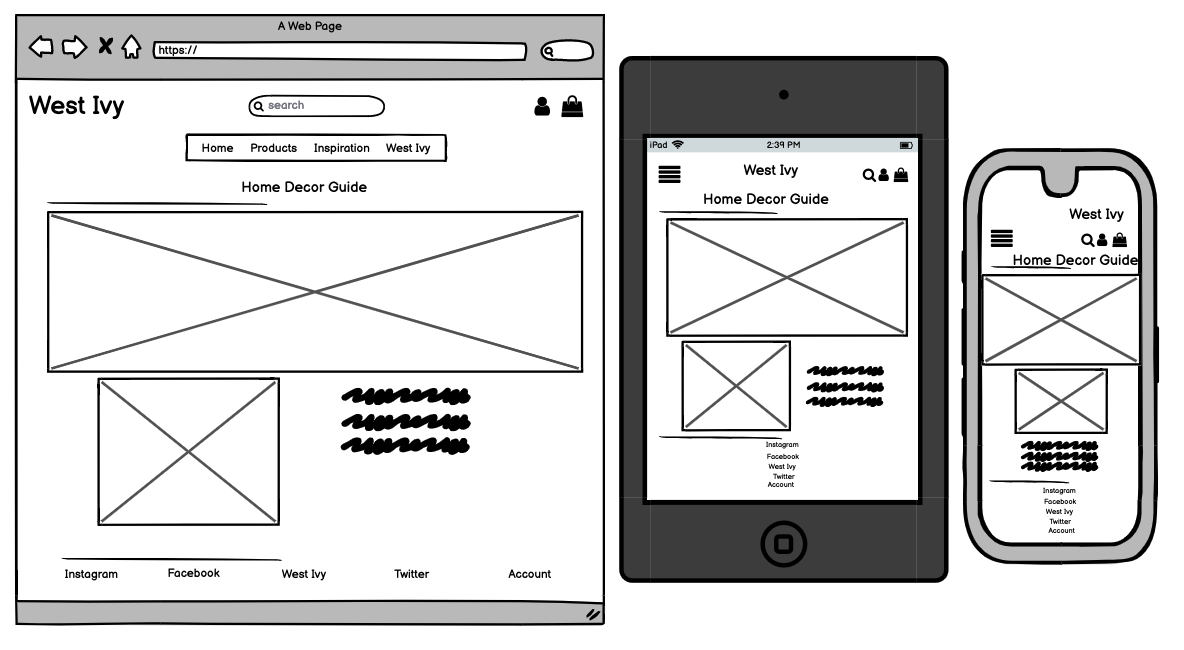 A Web Page
https://
West Ivy
search
Home Products Inspiration West Ivy
Home Decor Guide
Instagram Facebook West Ivy Twitter Account
iPad 2:39 PM
West Ivy
Home Decor Guide
Instagram
Facebook
West Ivy
Twitter
Account
West Ivy
Home Decor Guide
Instagram
Facebook
West Ivy
Twitter
Account